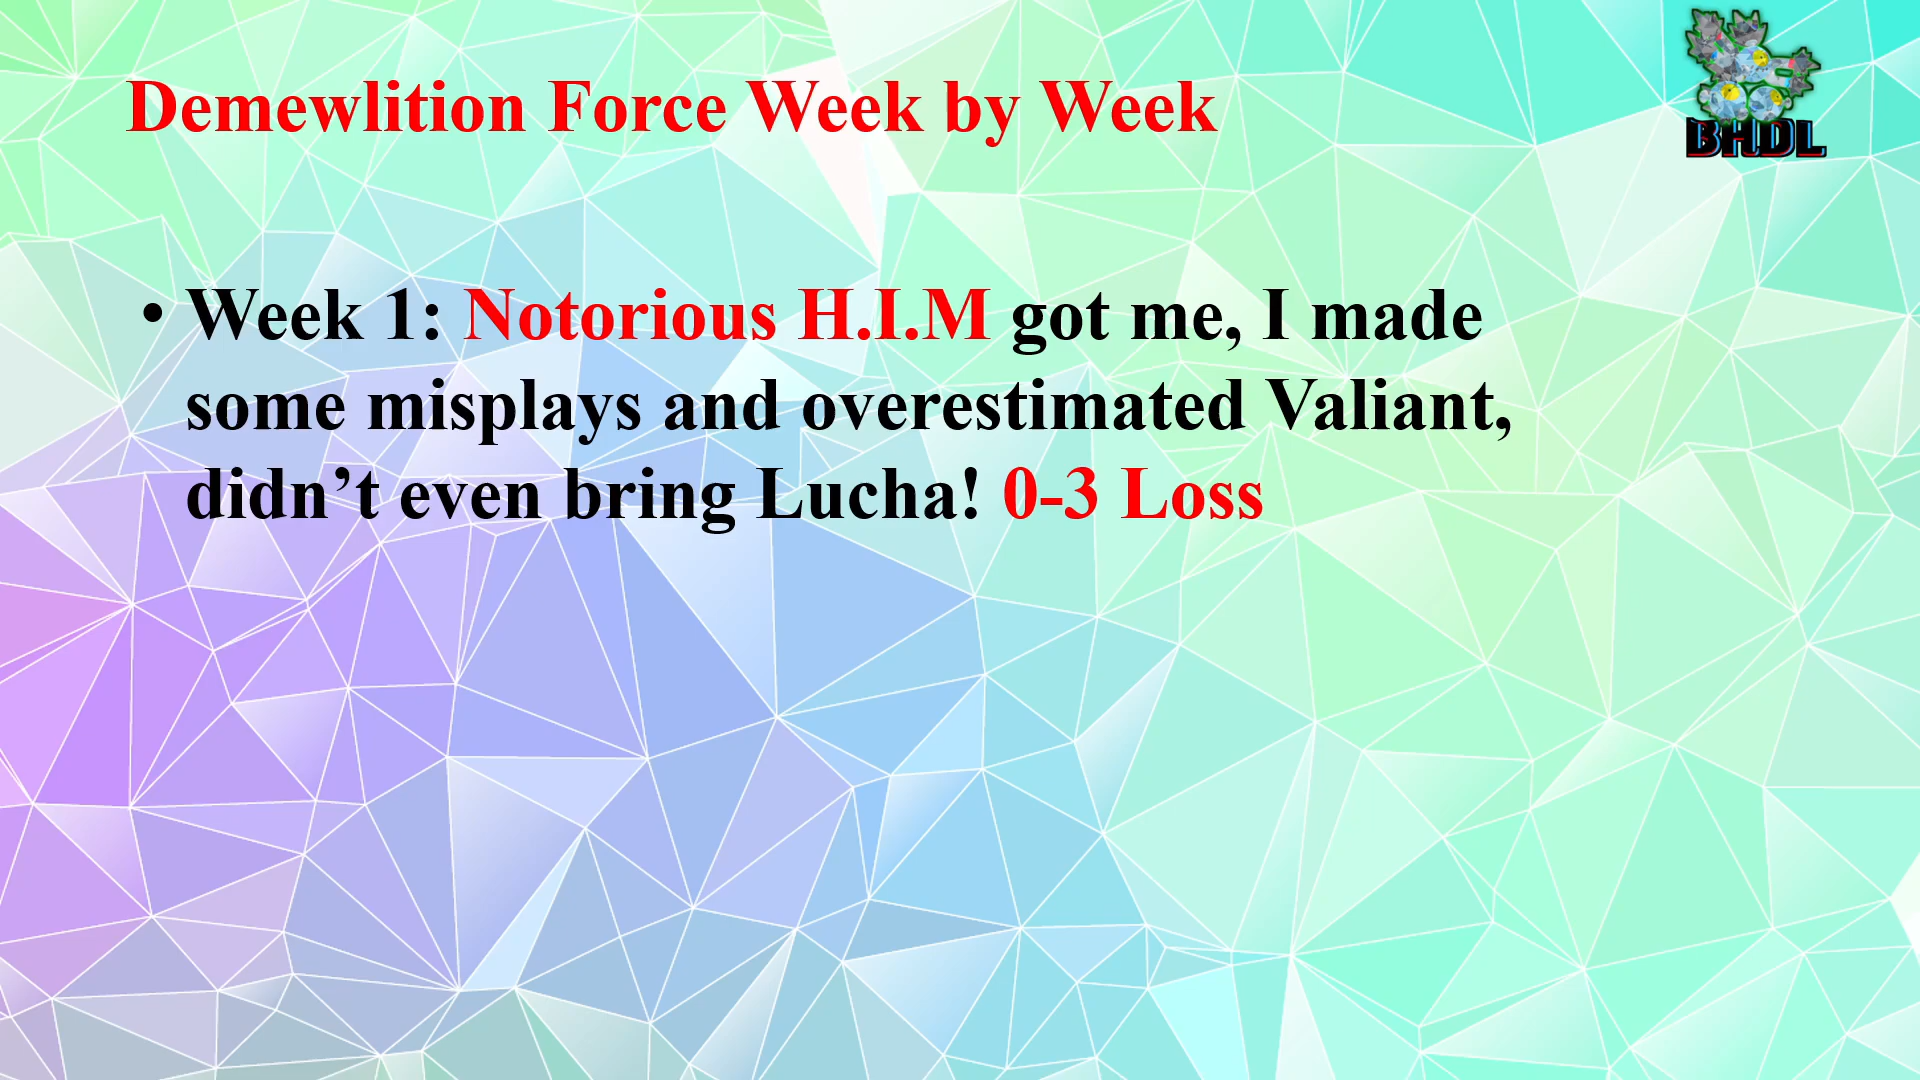 Demewlition Force Week by Week
BHDL
• Week 1: Notorious H.I.M got me, I made
some misplays and overestimated Valiant,
didn’t even bring Lucha! 0-3 Loss